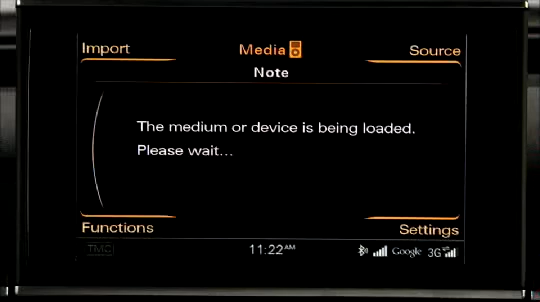 Import Media Source
Note
The medium or device is being loaded.
Please wait...
Functions Settings
TMC 11:22AM Google 3G